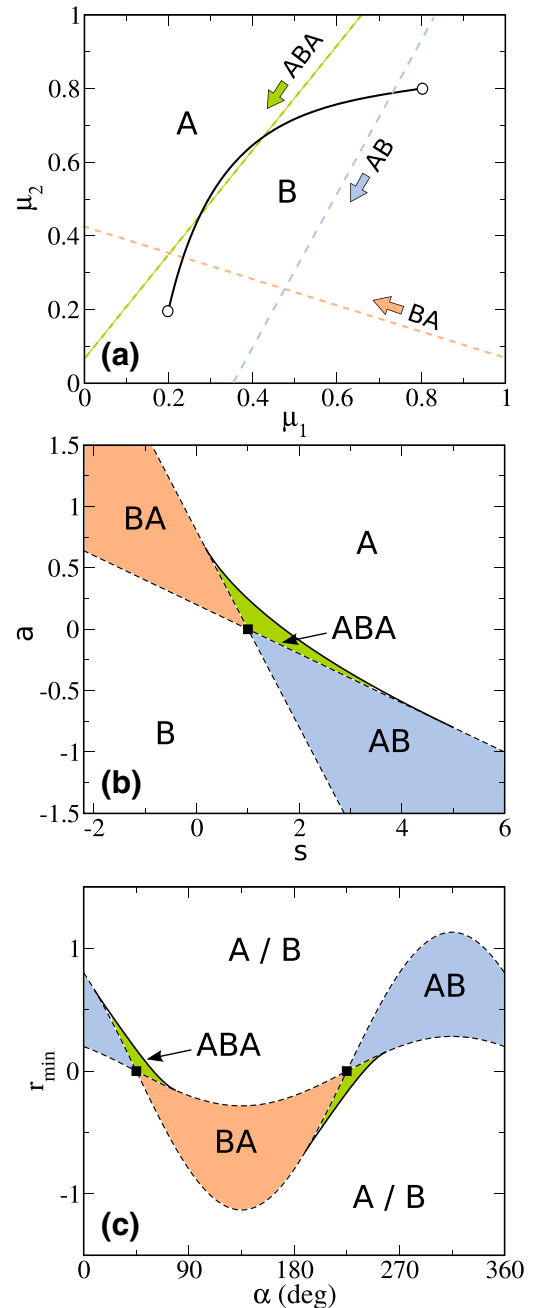 1
0.8
0.6
0.4
0.2
0
μ2
A
B
ABA
AB
BA
(a)
0 0.2 0.4 0.6 0.8 1
μ1
1.5
1
0.5
0
-0.5
-1
-1.5
a
BA
A
ABA
B
AB
(b)
-2 0 2 4 6
s
1
0
-1
rmin
A / B
AB
ABA
BA
A / B
(c)
0 90 180 270 360
α (deg)